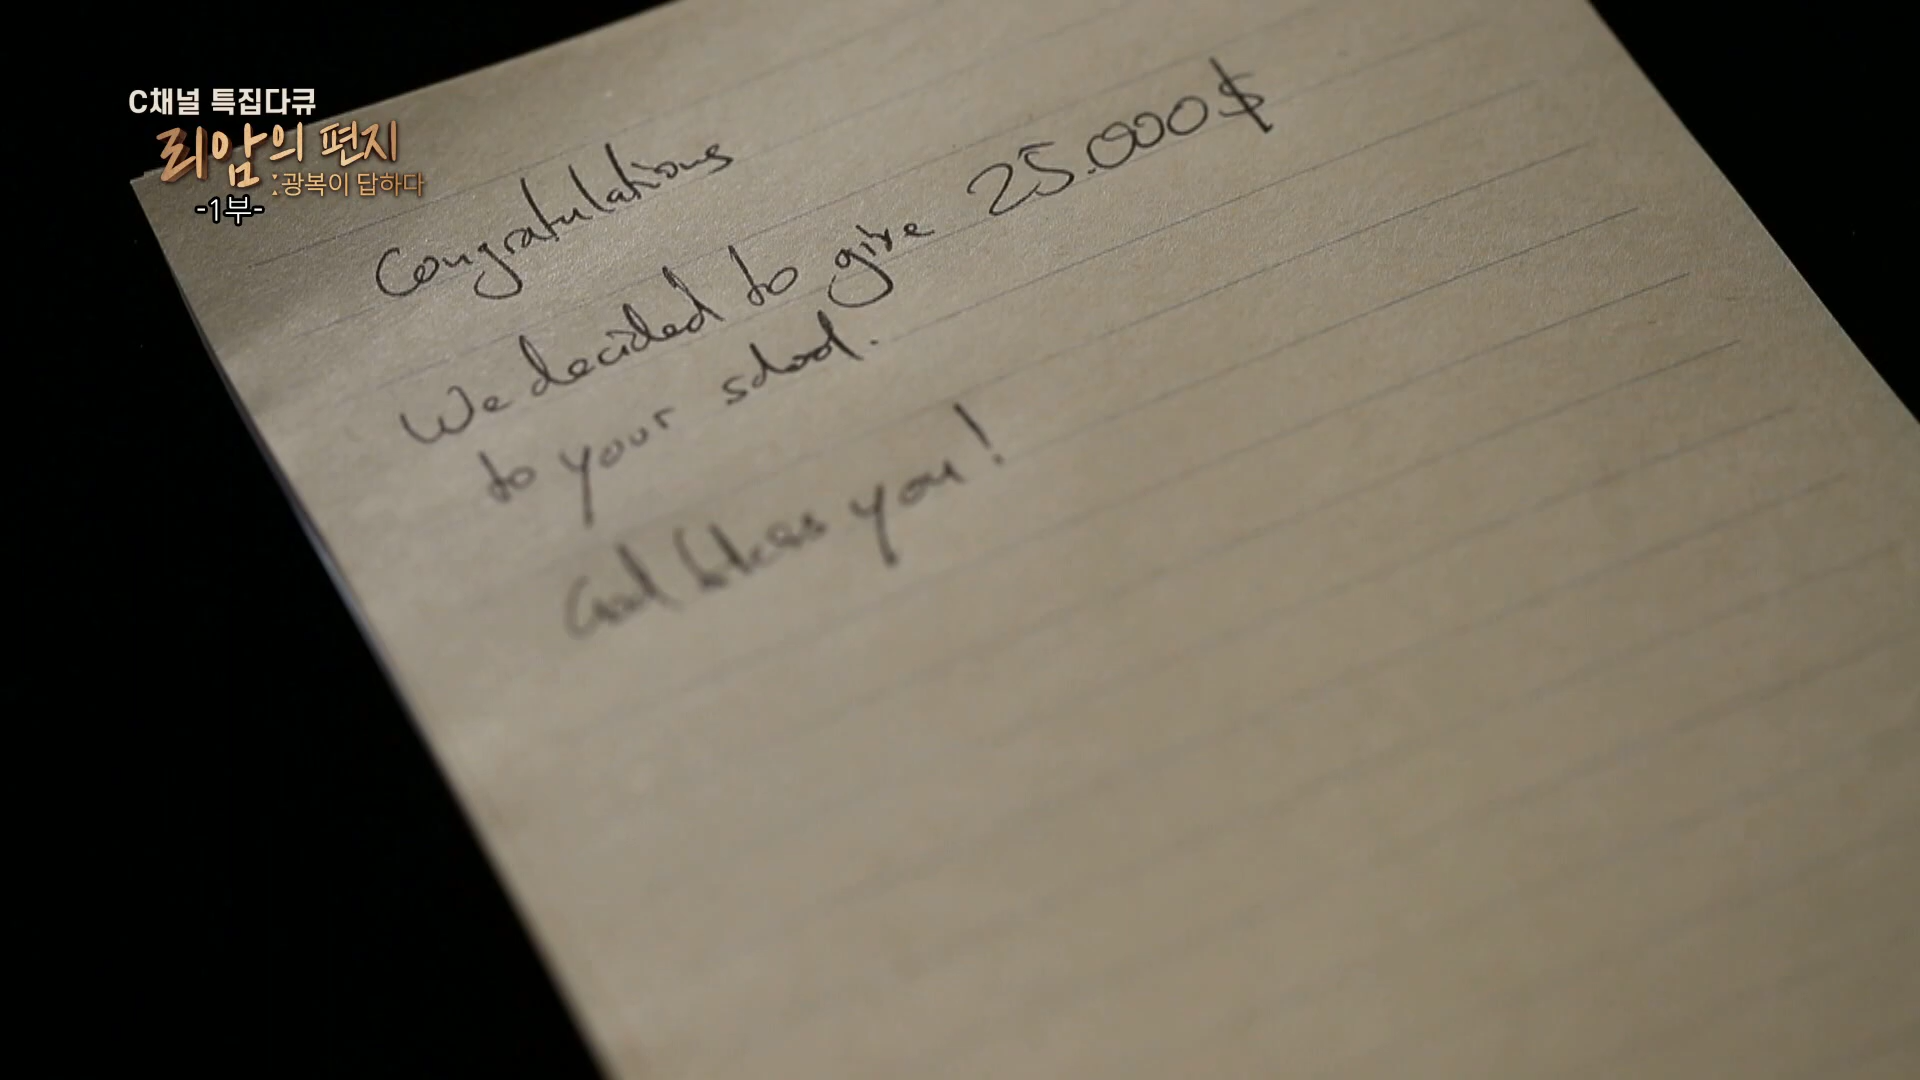 C채널 특집다큐
리암의 편지
:광복이 답하다
-1부-
Congratulations
We decided to give 25.000$
to your school.
God bless you!